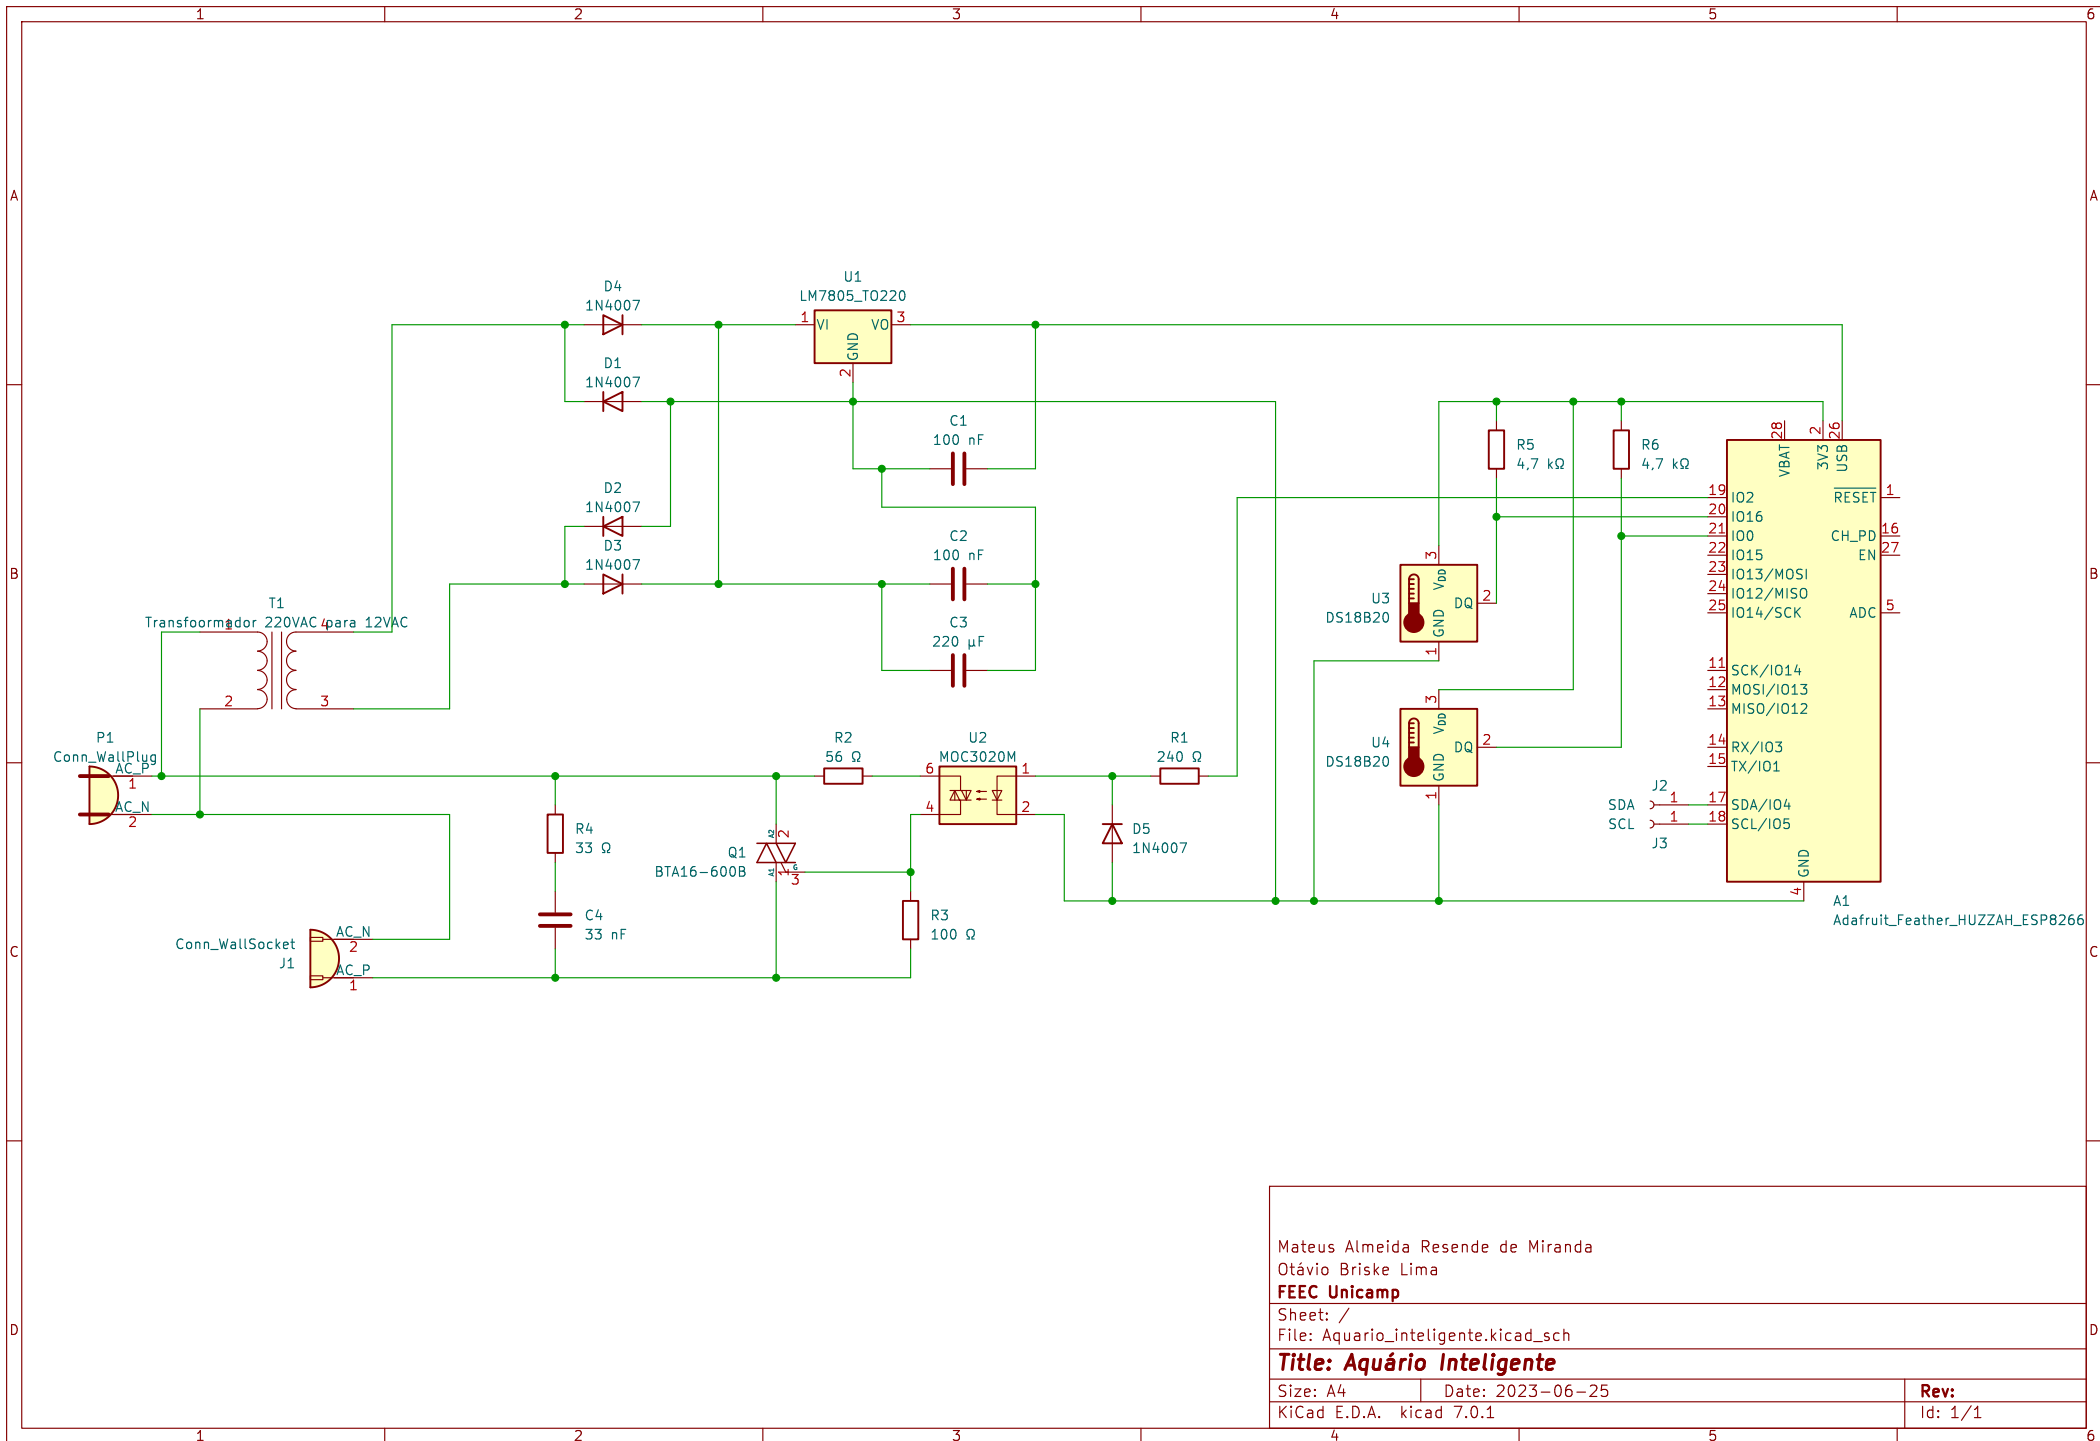 1 2 3 4 5 6
A A
B B
C C
D D
1 2 3 4 5 6
U1
LM7805_TO220
1 VI VO 3
GND
2
D4
1N4007
D1
1N4007
D2
1N4007
D3
1N4007
C1
100 nF
C2
100 nF
C3
220 µF
T1
Transfoormador 220VAC para 12VAC
1 4
2 3
P1
Conn_WallPlug
AC_P
1
AC_N
2
Conn_WallSocket
J1
AC_N
2
AC_P
1
R4
33 Ω
C4
33 nF
Q1
BTA16-600B
A2
2
A1
1
G
3
R2
56 Ω
U2
MOC3020M
6 1
4 2
R3
100 Ω
R1
240 Ω
D5
1N4007
U3
DS18B20
3
VDD
DQ 2
GND
1
U4
DS18B20
3
VDD
DQ 2
GND
1
R5
4,7 kΩ
R6
4,7 kΩ
28 2 26
VBAT 3V3 USB
19 IO2 RESET 1
20 IO16
21 IO0 CH_PD 16
22 IO15 EN 27
23 IO13/MOSI
24 IO12/MISO
25 IO14/SCK ADC 5
11 SCK/IO14
12 MOSI/IO13
13 MISO/IO12
14 RX/IO3
15 TX/IO1
J2
SDA 1 17 SDA/IO4
SCL 1 18 SCL/IO5
J3
GND
4
A1
Adafruit_Feather_HUZZAH_ESP8266
Mateus Almeida Resende de Miranda
Otávio Briske Lima
FEEC Unicamp
Sheet: /
File: Aquario_inteligente.kicad_sch
Title: Aquário Inteligente
Size: A4 Date: 2023-06-25 Rev:
KiCad E.D.A. kicad 7.0.1 Id: 1/1